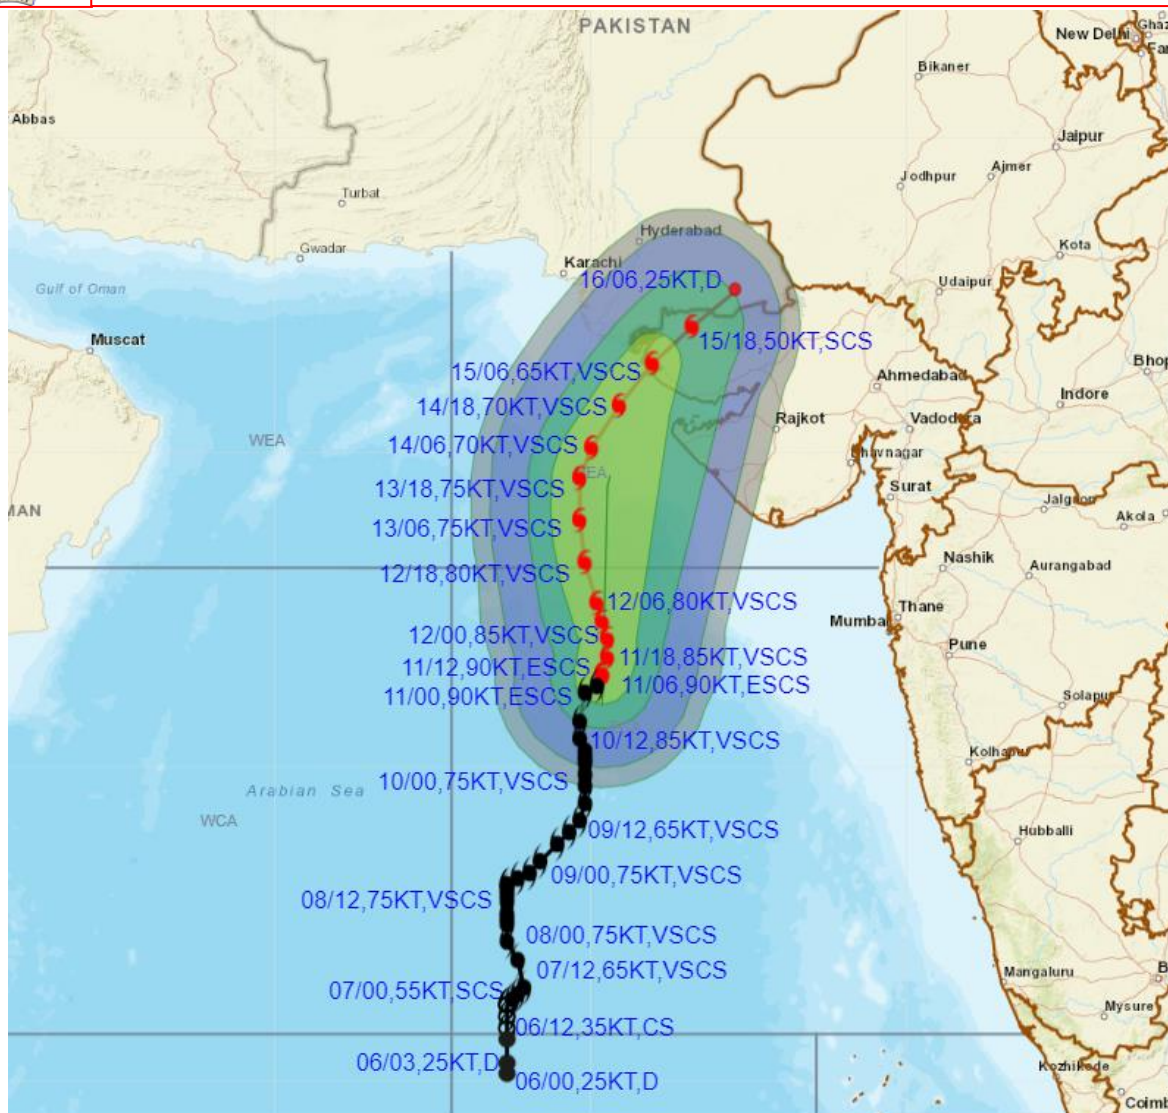 PAKISTAN
New Delhi
Ghaz
Bikaner
Abbas
Jaipur
Ajmer
Jodhpur
Turbat
Hyderabad
Kota
Gwadar
Karachi
16/06,25KT,D
Udaipur
Gulf of Oman
Muscat
15/18,50KT,SCS
15/06,65KT,VSCS
Bhop
Ahmedabad
14/18,70KT,VSCS
Indore
Rajkot
Vadodara
WEA
14/06,70KT,VSCS
Bhavnagar
EA
13/18,75KT,VSCS
Surat
Jalgaon
MAN
Akola
13/06,75KT,VSCS
Nashik
Aurangabad
12/18,80KT,VSCS
12/06,80KT,VSCS
Thane
Mumbai
12/00,85KT,VSCS
Pune
11/18,85KT,VSCS
11/12,90KT,ESCS
11/06,90KT,ESCS
11/00,90KT,ESCS
Solapur
10/12,85KT,VSCS
Kolhapur
10/00,75KT,VSCS
Arabian Sea
WCA
09/12,65KT,VSCS
Hubballi
09/00,75KT,VSCS
08/12,75KT,VSCS
08/00,75KT,VSCS
07/12,65KT,VSCS
Mangaluru
B
07/00,55KT,SCS
Mysure
06/12,35KT,CS
06/03,25KT,D
Kozhikode
06/00,25KT,D
Coimb